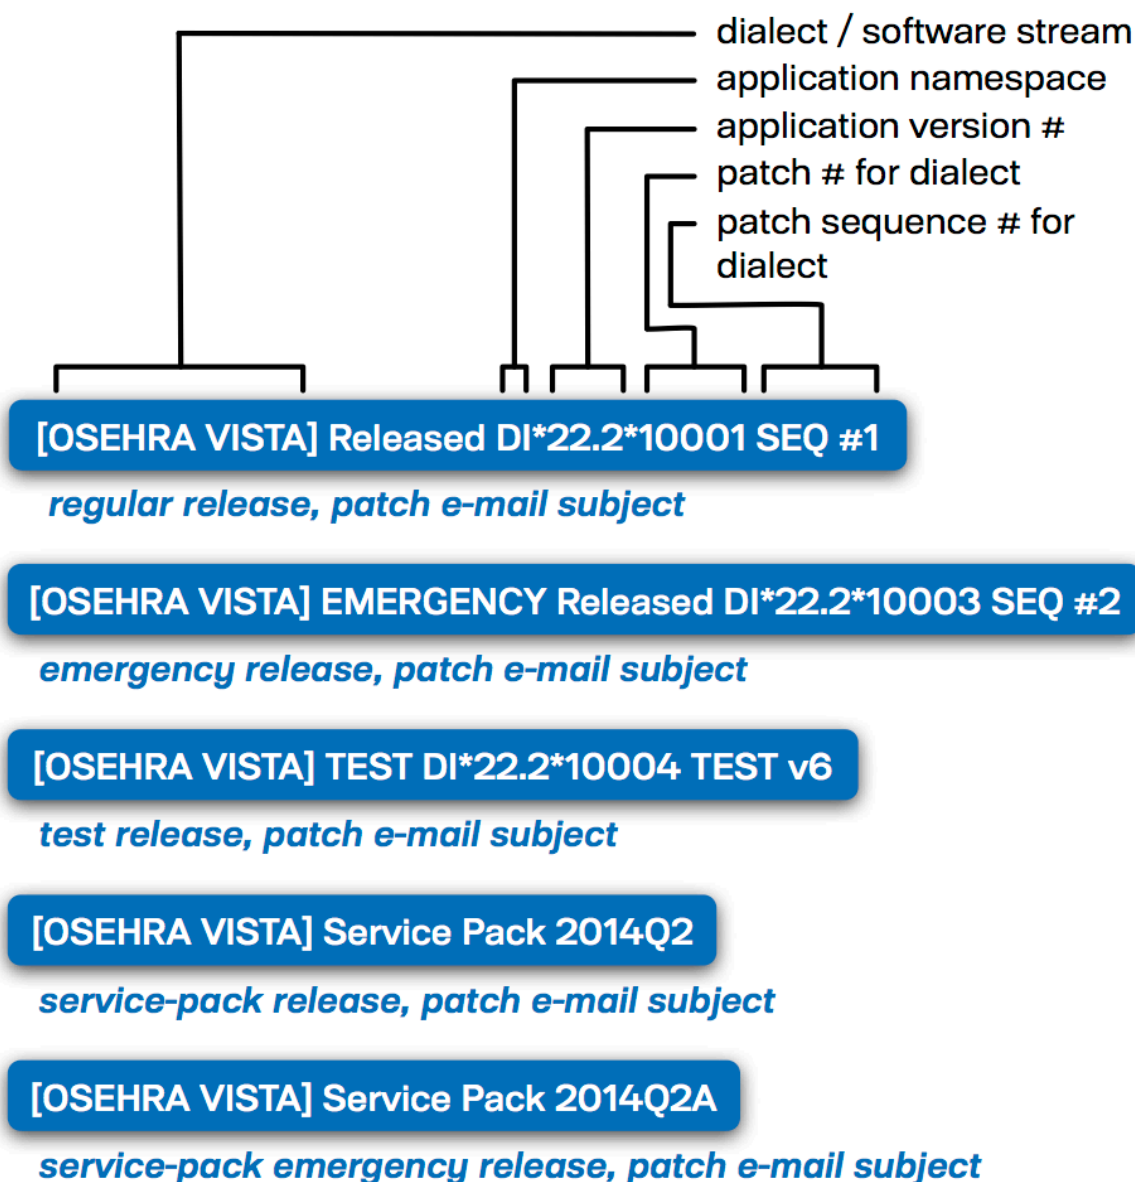 dialect / software stream
application namespace
application version #
patch # for dialect
patch sequence # for
dialect
[OSEHRA VISTA] Released DI*22.2*10001 SEQ #1
regular release, patch e-mail subject
[OSEHRA VISTA] EMERGENCY Released DI*22.2*10003 SEQ #2
emergency release, patch e-mail subject
[OSEHRA VISTA] TEST DI*22.2*10004 TEST v6
test release, patch e-mail subject
[OSEHRA VISTA] Service Pack 2014Q2
service-pack release, patch e-mail subject
[OSEHRA VISTA] Service Pack 2014Q2A
service-pack emergency release, patch e-mail subject